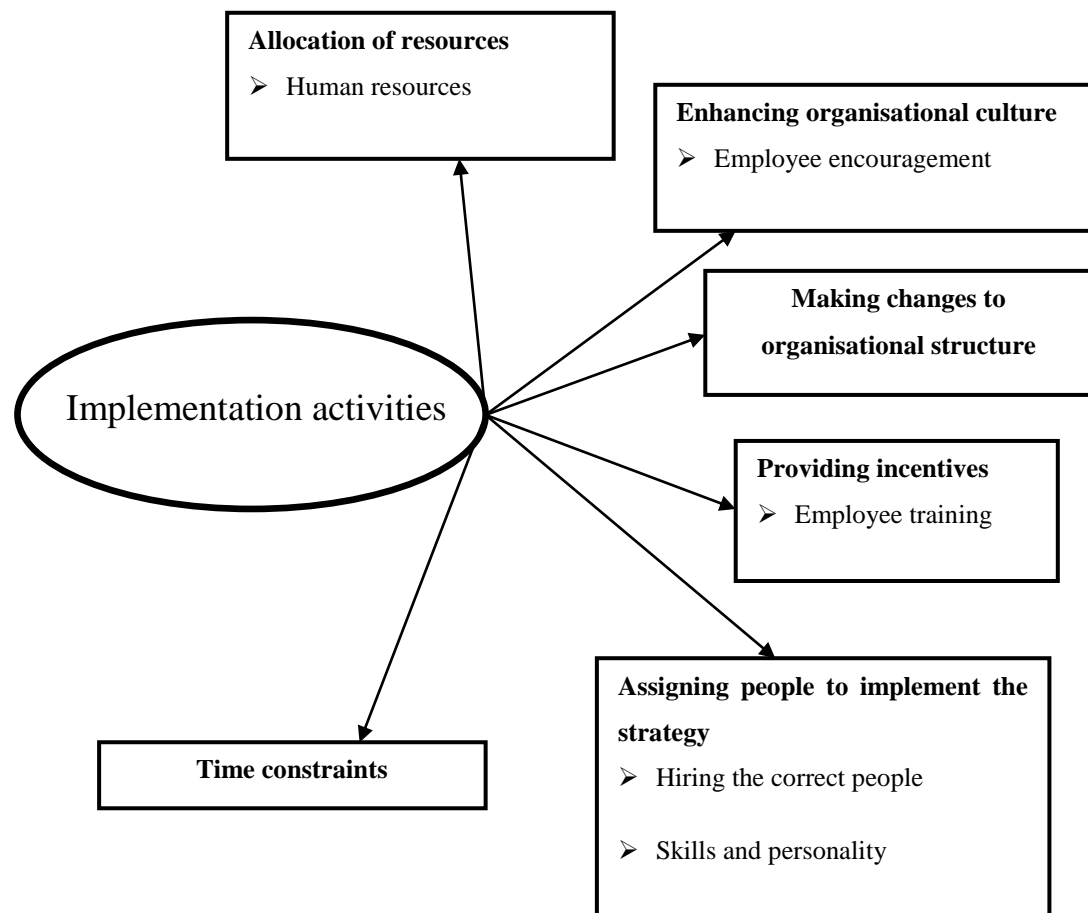 Allocation of resources
➢ Human resources
Enhancing organisational culture
➢ Employee encouragement
Making changes to
organisational structure
Implementation activities
Providing incentives
➢ Employee training
Assigning people to implement the
strategy
➢ Hiring the correct people
➢ Skills and personality
Time constraints